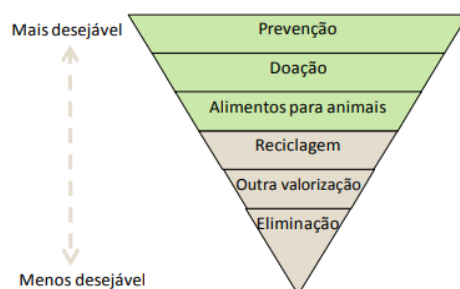 Mais desejável
Prevenção
Doação
Alimentos para animais
Reciclagem
Outra valorização
Eliminação
Menos desejável